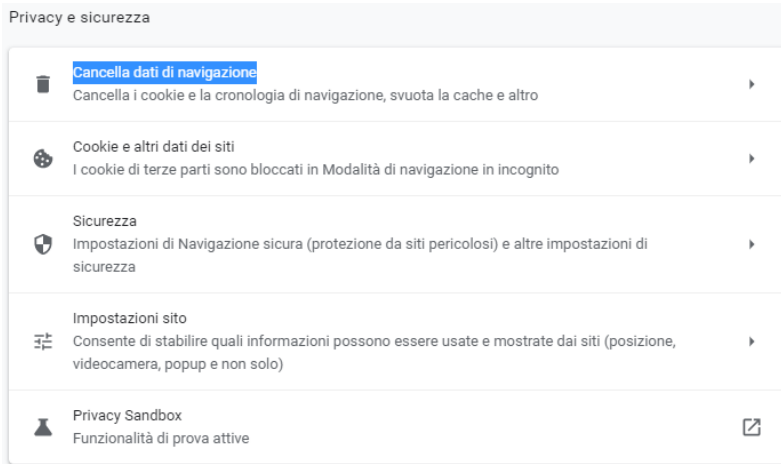 Privacy e sicurezza
Cancella dati di navigazione
Cancella i cookie e la cronologia di navigazione, svuota la cache e altro
Cookie e altri dati dei siti
I cookie di terze parti sono bloccati in Modalità di navigazione in incognito
Sicurezza
Impostazioni di Navigazione sicura (protezione da siti pericolosi) e altre impostazioni di
sicurezza
Impostazioni sito
Consente di stabilire quali informazioni possono essere usate e mostrate dai siti (posizione,
videocamera, popup e non solo)
Privacy Sandbox
Funzionalità di prova attive